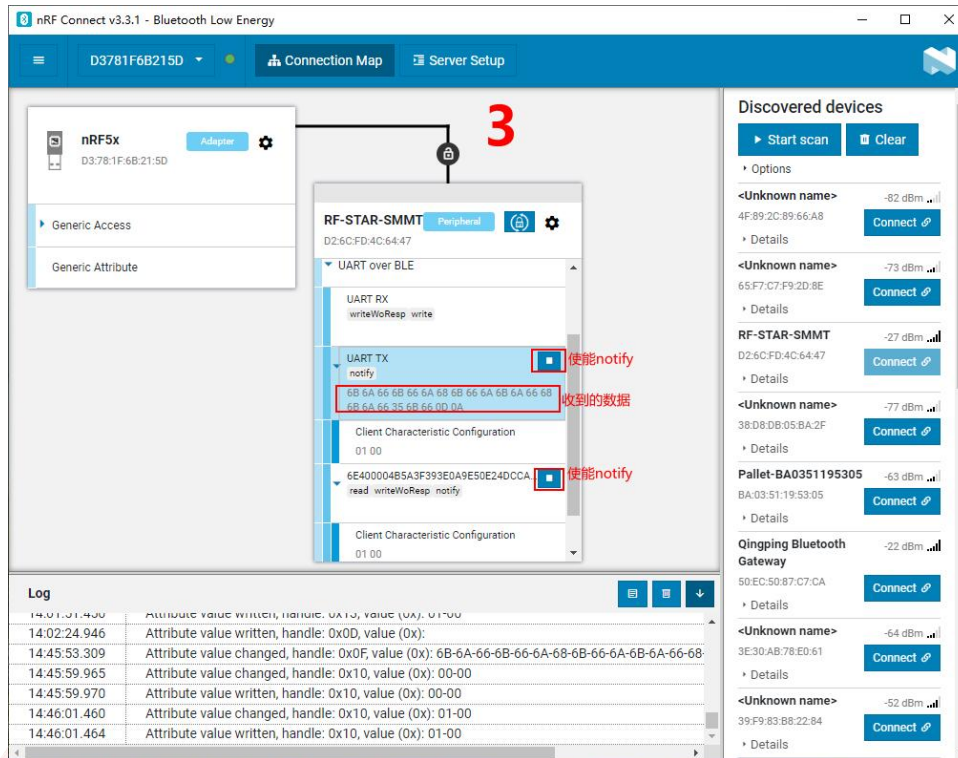 nRF Connect v3.3.1 - Bluetooth Low Energy
D3781F6B215D
Connection Map
Server Setup
3
nRF5x
Adapter
D3:78:1F:6B:21:5D
Generic Access
Generic Attribute
RF-STAR-SMMT
Peripheral
D2:6C:FD:4C:64:47
UART over BLE
UART RX
writeWoResp write
UART TX
使能notify
notify
6B 6A 66 6B 66 6A 68 6B 66 6A 6B 6A 66 68
6B 6A 66 35 6B 66 0D 0A
收到的数据
Client Characteristic Configuration
01 00
6E400004B5A3F393E0A9E50E24DCCA...
使能notify
read writeWoResp notify
Client Characteristic Configuration
01 00
Discovered devices
Start scan
Clear
Options
<Unknown name>
-82 dBm
4F:89:2C:89:66:A8
Connect
Details
<Unknown name>
-73 dBm
65:F7:C7:F9:2D:8E
Connect
Details
RF-STAR-SMMT
-27 dBm
D2:6C:FD:4C:64:47
Connect
Details
<Unknown name>
-77 dBm
38:D8:DB:05:BA:2F
Connect
Details
Pallet-BA0351195305
-63 dBm
BA:03:51:19:53:05
Connect
Details
Qingping Bluetooth
Gateway
-22 dBm
50:EC:50:87:C7:CA
Connect
Details
<Unknown name>
-64 dBm
3E:30:AB:78:E0:61
Connect
Details
<Unknown name>
-52 dBm
39:F9:83:B8:22:84
Connect
Details
Log
14:01:51.450 Attribute value written, handle: 0x13, value (0x): 01-00
14:02:24.946 Attribute value written, handle: 0x0D, value (0x):
14:45:53.309 Attribute value changed, handle: 0x0F, value (0x): 6B-6A-66-6B-66-6A-68-6B-66-6A-6B-6A-66-68-
14:45:59.965 Attribute value changed, handle: 0x10, value (0x): 00-00
14:45:59.970 Attribute value written, handle: 0x10, value (0x): 00-00
14:46:01.460 Attribute value changed, handle: 0x10, value (0x): 01-00
14:46:01.464 Attribute value written, handle: 0x10, value (0x): 01-00